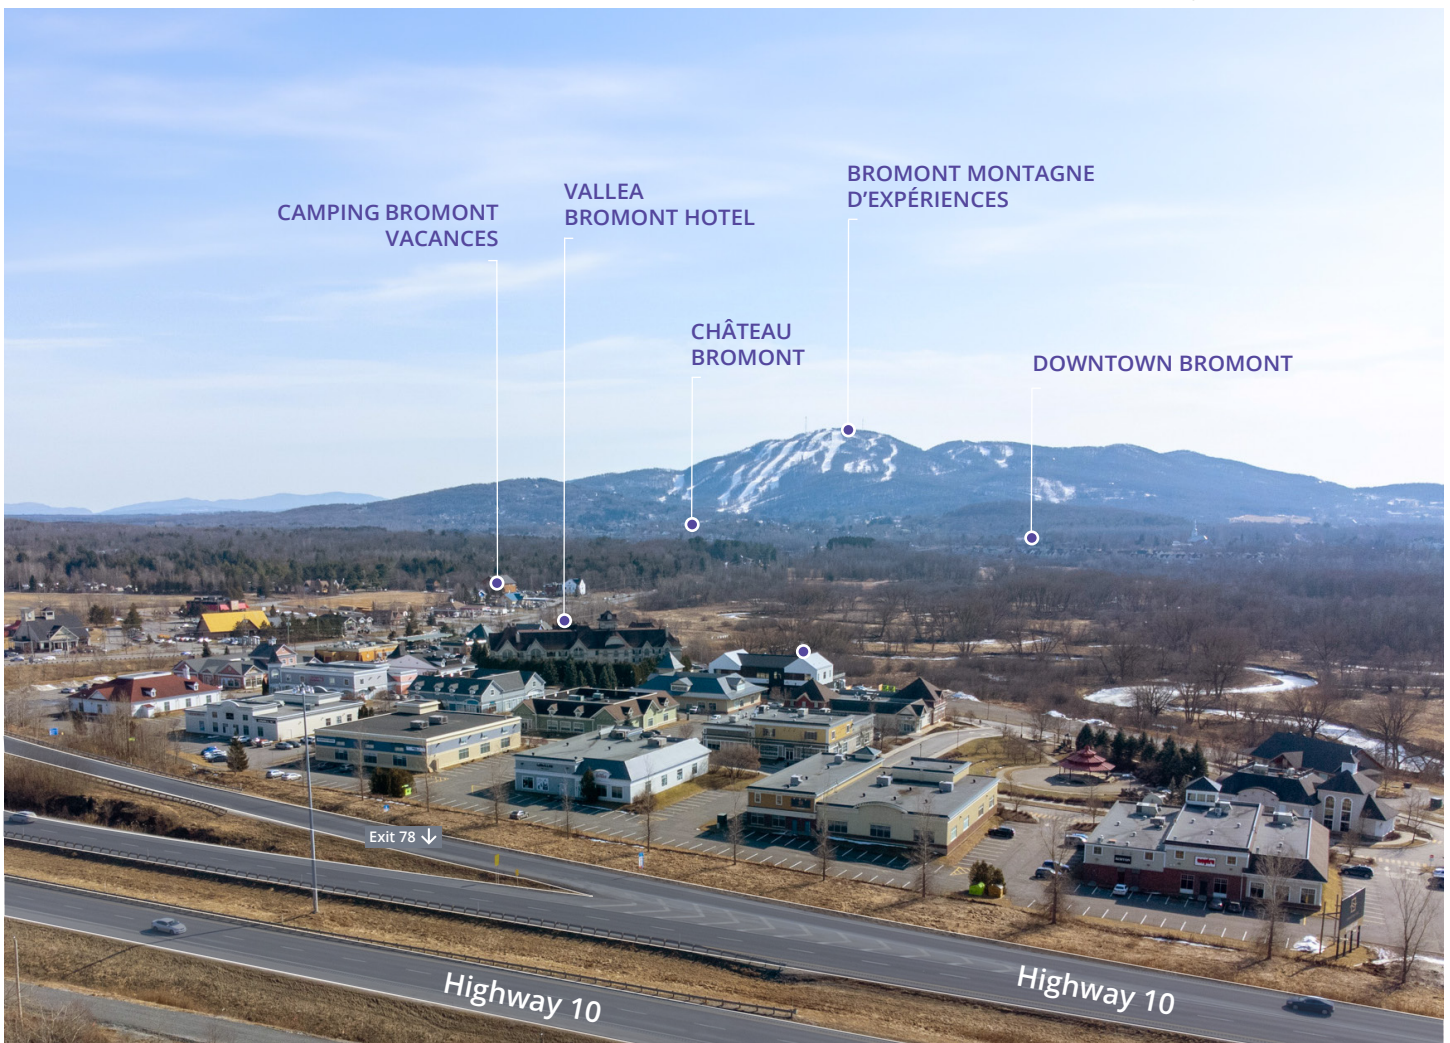 BROMONT MONTAGNE
D'EXPÉRIENCES
VALLEA
BROMONT HOTEL
CAMPING BROMONT
VACANCES
CHÂTEAU
BROMONT
DOWNTOWN BROMONT
Exit 78
Highway 10
Highway 10